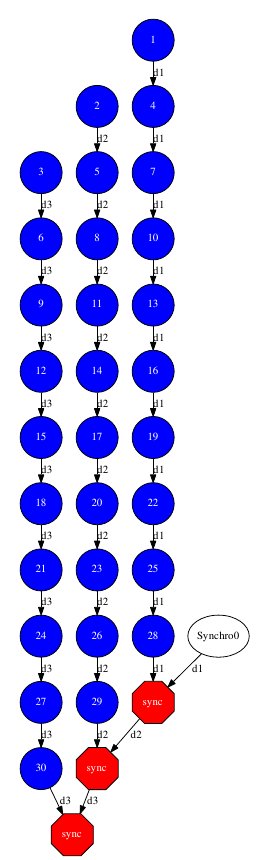 1
d1
2 4
d2 d1
3 5 7
d3 d2 d1
6 8 10
d3 d2 d1
9 11 13
d3 d2 d1
12 14 16
d3 d2 d1
15 17 19
d3 d2 d1
18 20 22
d3 d2 d1
21 23 25
d3 d2 d1
24 26 28 Synchro0
d3 d2 d1 d1
27 29 sync
d3 d2 d2
30 sync
d3 d3
sync